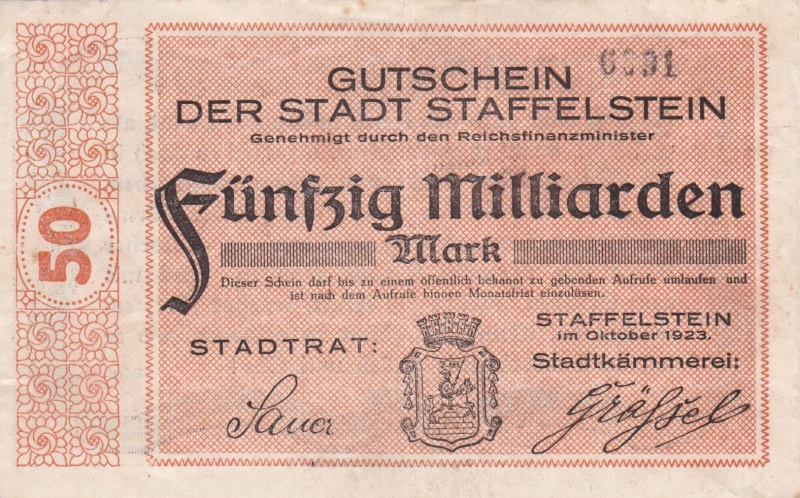 6091
GUTSCHEIN
DER STADT STAFFELSTEIN
Genehmigt durch den Reichsfinanzminister
Fünfzig Milliarden
Mark
50
Dieser Schein darf bis zu einem öffentlich bekannt zu gebenden Aufrufe umlaufen und
ist nach dem Aufrufe binnen Monatsfrist einzulösen.
STAFFELSTEIN
im Oktober 1923.
STADTRAT:
Stadtkämmerei:
Sauer
Gräßel